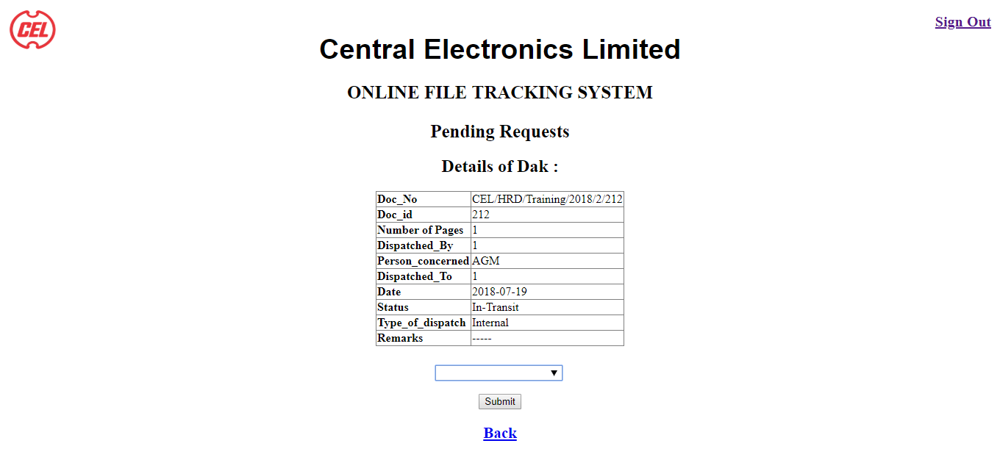 CEL
Sign Out
Central Electronics Limited
ONLINE FILE TRACKING SYSTEM
Pending Requests
Details of Dak :
Doc_No CEL/HRD/Training/2018/2/212
Doc_id 212
Number of Pages 1
Dispatched_By 1
Person_concerned AGM
Dispatched_To 1
Date 2018-07-19
Status In-Transit
Type_of_dispatch Internal
Remarks -----
Submit
Back